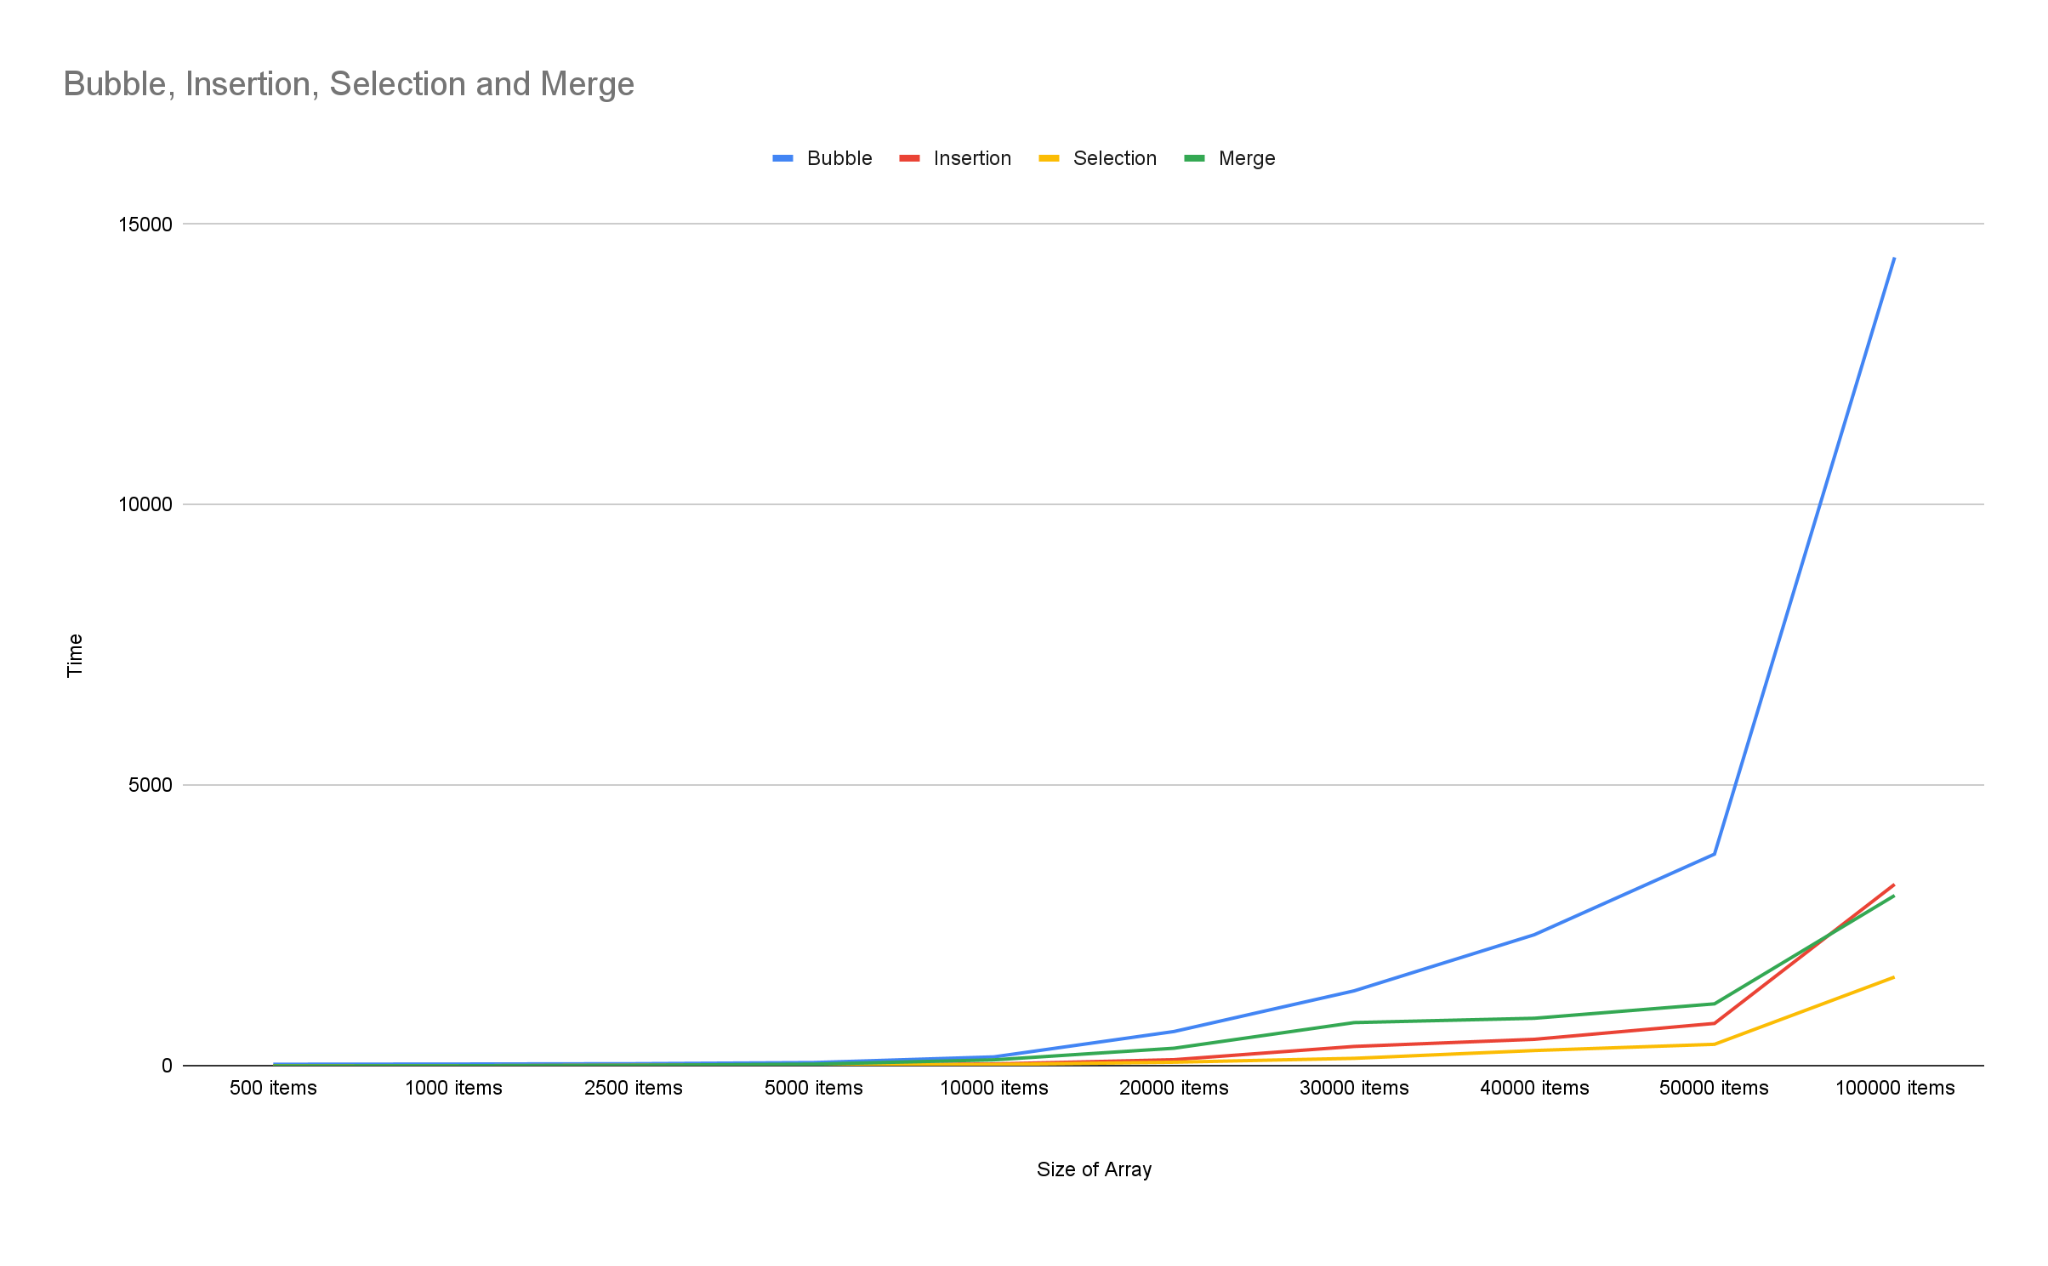 Bubble, Insertion, Selection and Merge
Bubble Insertion Selection Merge
15000
10000
5000
0
Time
500 items 1000 items 2500 items 5000 items 10000 items 20000 items 30000 items 40000 items 50000 items 100000 items
Size of Array